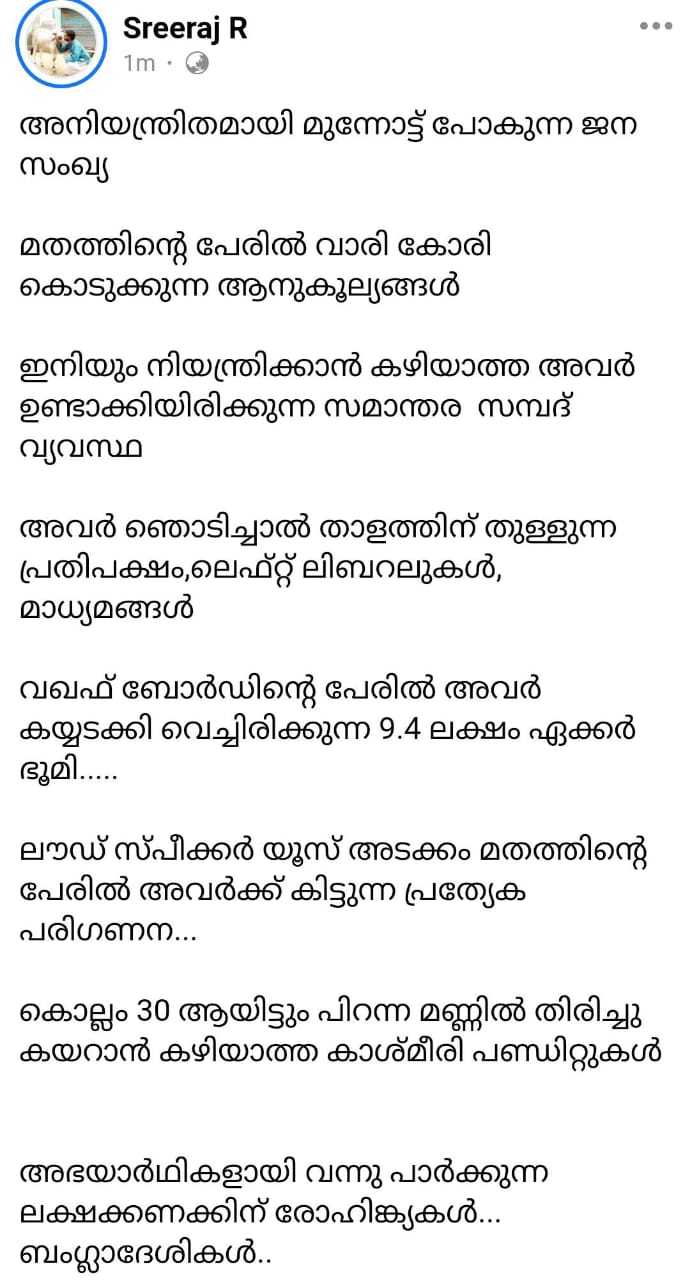 Sreeraj R
1m ·
അനിയന്ത്രിതമായി മുന്നോട്ട് പോകുന്ന ജന
സംഖ്യ
മതത്തിന്റെ പേരിൽ വാരി കോരി
കൊടുക്കുന്ന ആനുകൂല്യങ്ങൾ
ഇനിയും നിയന്ത്രിക്കാൻ കഴിയാത്ത അവർ
ഉണ്ടാക്കിയിരിക്കുന്ന സമാന്തര സമ്പദ്
വ്യവസ്ഥ
അവർ ഞൊടിച്ചാൽ താളത്തിന് തുള്ളുന്ന
പ്രതിപക്ഷം,ലെഫ്റ്റ് ലിബറലുകൾ,
മാധ്യമങ്ങൾ
വഖഫ് ബോർഡിന്റെ പേരിൽ അവർ
കയ്യടക്കി വെച്ചിരിക്കുന്ന 9.4 ലക്ഷം ഏക്കർ
ഭൂമി.....
ലൗഡ് സ്പീക്കർ യൂസ് അടക്കം മതത്തിന്റെ
പേരിൽ അവർക്ക് കിട്ടുന്ന പ്രത്യേക
പരിഗണന...
കൊല്ലം 30 ആയിട്ടും പിറന്ന മണ്ണിൽ തിരിച്ചു
കയറാൻ കഴിയാത്ത കാശ്മീരി പണ്ഡിറ്റുകൾ
അഭയാർഥികളായി വന്നു പാർക്കുന്ന
ലക്ഷക്കണക്കിന് രോഹിങ്ക്യകൾ...
ബംഗ്ലാദേശികൾ..